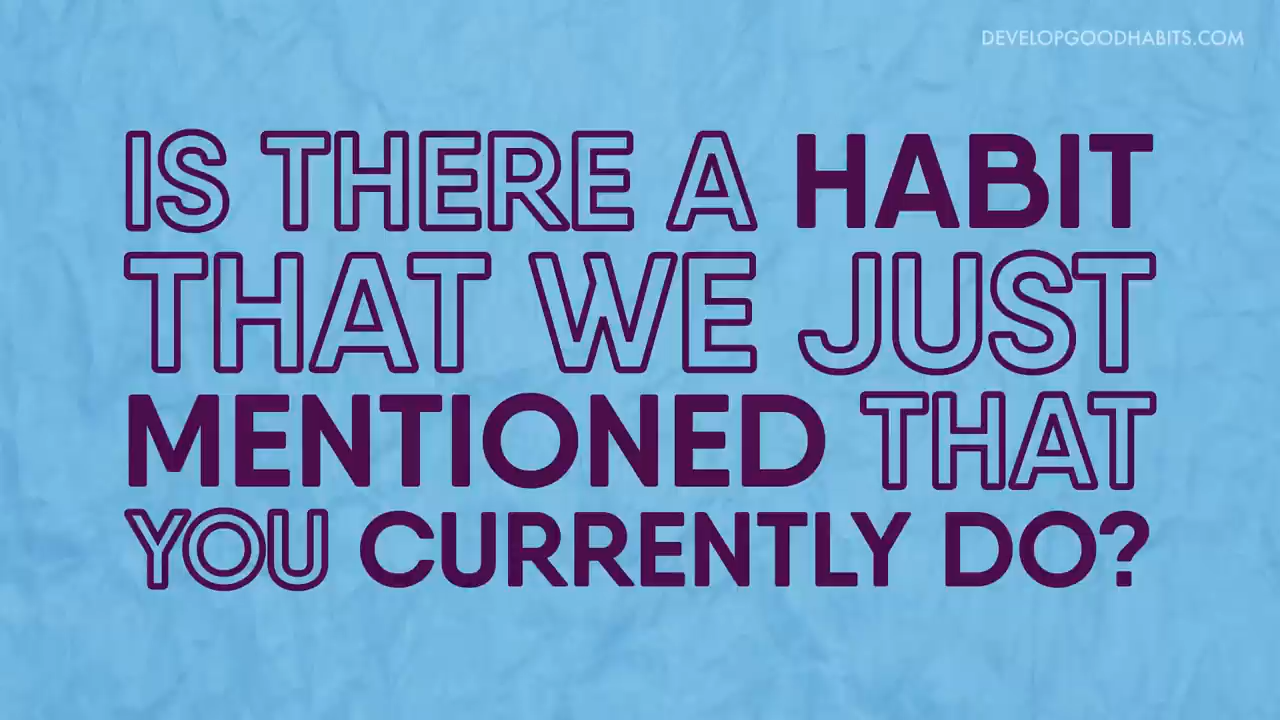 DEVELOPGOODHABITS.COM
IS THERE A HABIT
THAT WE JUST
MENTIONED THAT
YOU CURRENTLY DO?